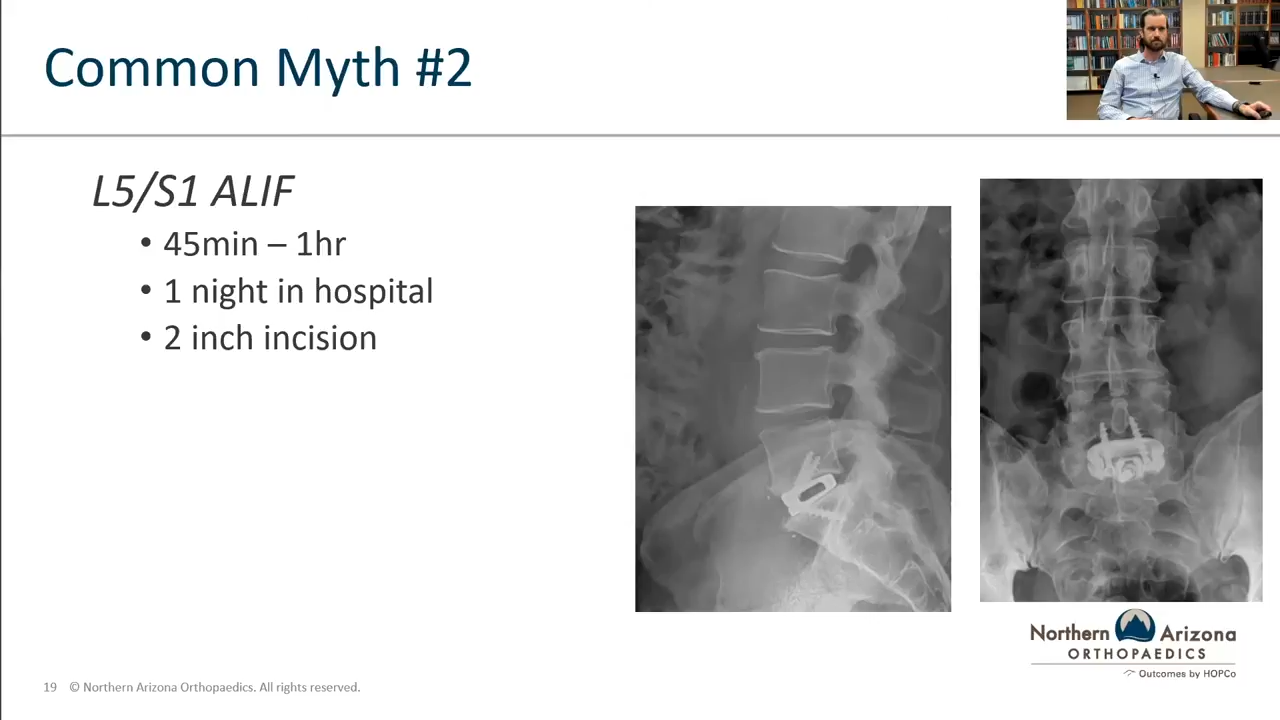 Common Myth #2
L5/S1 ALIF
• 45min – 1hr
• 1 night in hospital
• 2 inch incision
Northern Arizona
ORTHOPAEDICS
Outcomes by HOPCo
19 © Northern Arizona Orthopaedics. All rights reserved.